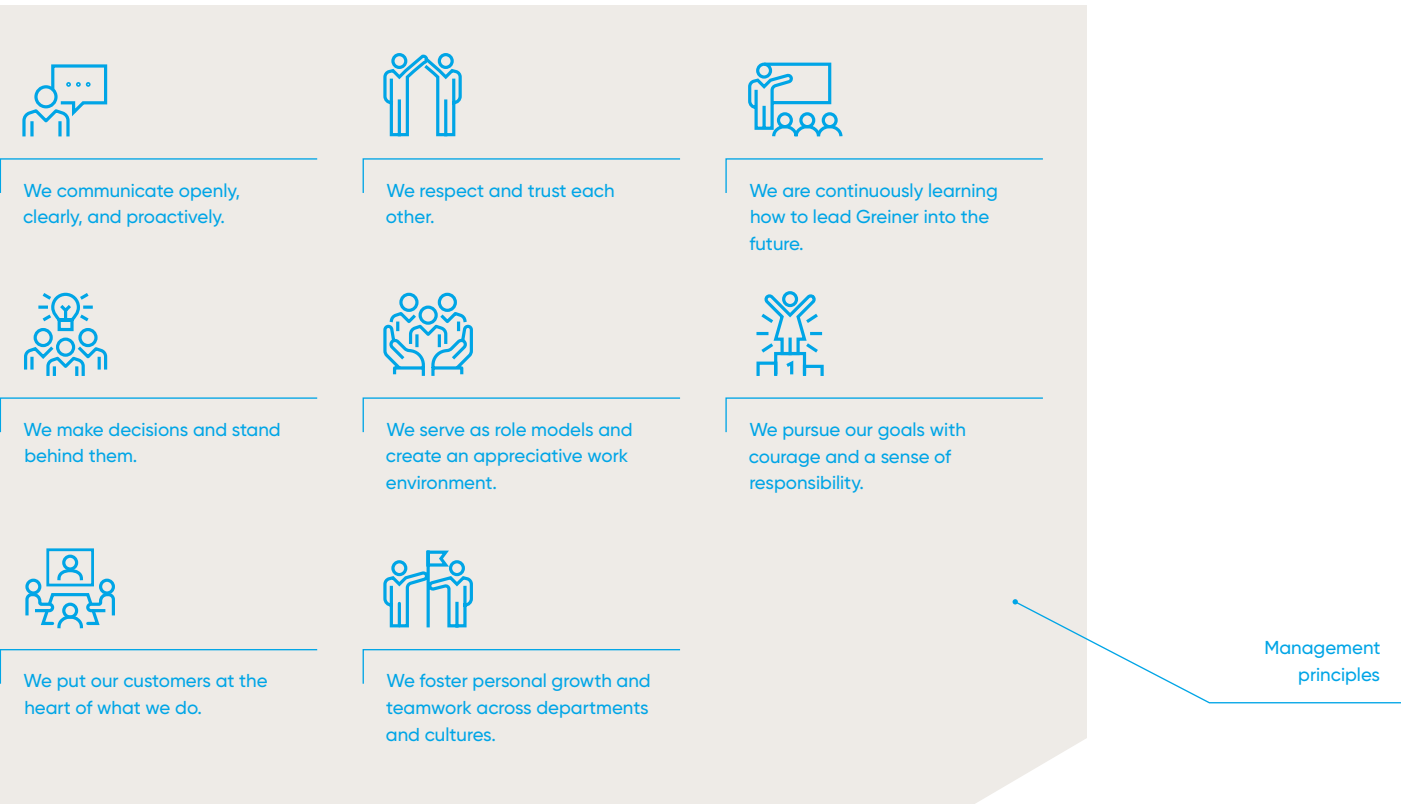 We communicate openly,
clearly, and proactively.
We respect and trust each
other.
We are continuously learning
how to lead Greiner into the
future.
We make decisions and stand
behind them.
We serve as role models and
create an appreciative work
environment.
1
We pursue our goals with
courage and a sense of
responsibility.
We put our customers at the
heart of what we do.
We foster personal growth and
teamwork across departments
and cultures.
Management
principles